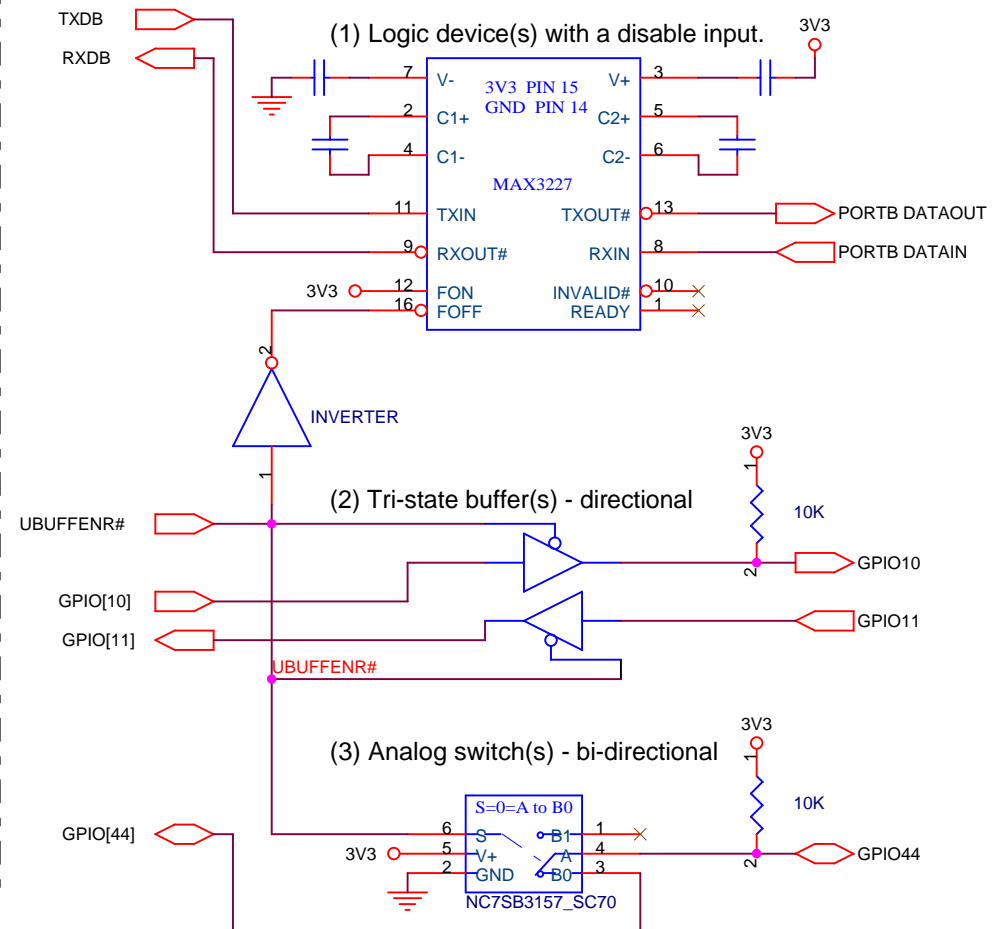 TXDB
(1) Logic device(s) with a disable input.
3V3
RXDB
7 V- 3V3 PIN 15 V+ 3
GND PIN 14
2 C1+ C2+ 5
4 C1- C2- 6
MAX3227
11 TXIN TXOUT# 13 PORTB DATAOUT
9 RXOUT# RXIN 8 PORTB DATAIN
3V3 12 FON INVALID# 10
16 FOFF READY 1
2
INVERTER
1
3V3
1
(2) Tri-state buffer(s) - directional
10K
UBUFFENR#
2
GPIO10
GPIO[10]
GPIO11
GPIO[11]
UBUFFENR#
3V3
(3) Analog switch(s) - bi-directional
1
10K
S=0=A to B0
GPIO[44]
6 S B1 1
3V3 5 V+ A 4
2
GPIO44
2 GND B0 3
NC7SB3157_SC70